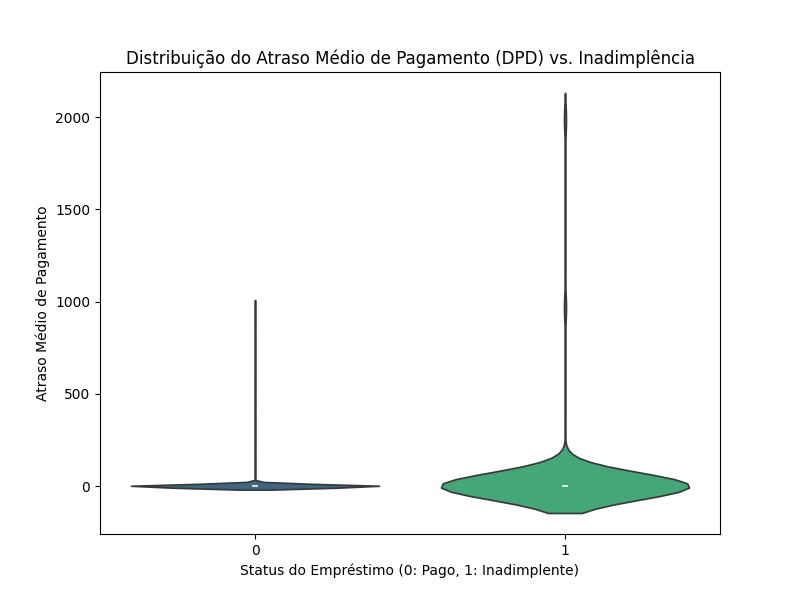 Distribuição do Atraso Médio de Pagamento (DPD) vs. Inadimplência
Atraso Médio de Pagamento
2000
1500
1000
500
0
0 1
Status do Empréstimo (0: Pago, 1: Inadimplente)